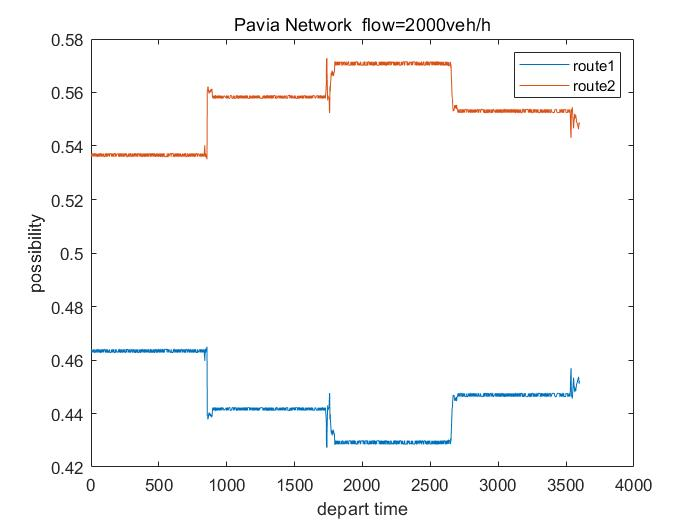 Pavia Network  flow=2000veh/h
0.58
0.56
0.54
0.52
0.5
0.48
0.46
0.44
0.42
possibility
route1
route2
0 500 1000 1500 2000 2500 3000 3500 4000
depart time